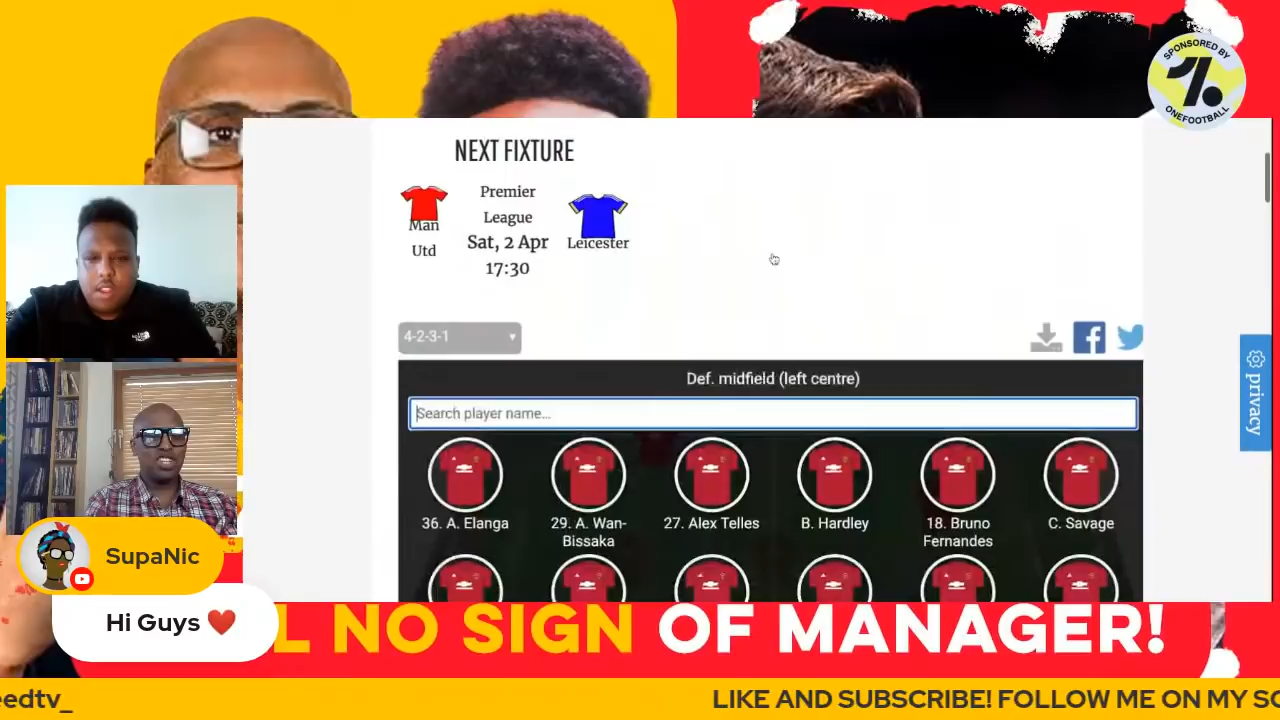 SPONSORED BY
ONEFOOTBALL
NEXT FIXTURE
Man
Utd
Premier
League
Sat, 2 Apr
17:30
Leicester
4-2-3-1
privacy
Def. midfield (left centre)
Search player name...
36. A. Elanga
29. A. Wan-
Bissaka
27. Alex Telles
B. Hardley
18. Bruno
Fernandes
C. Savage
SupaNic
Hi Guys ❤️
L NO SIGN OF MANAGER!
eedtv_
LIKE AND SUBSCRIBE! FOLLOW ME ON MY SO